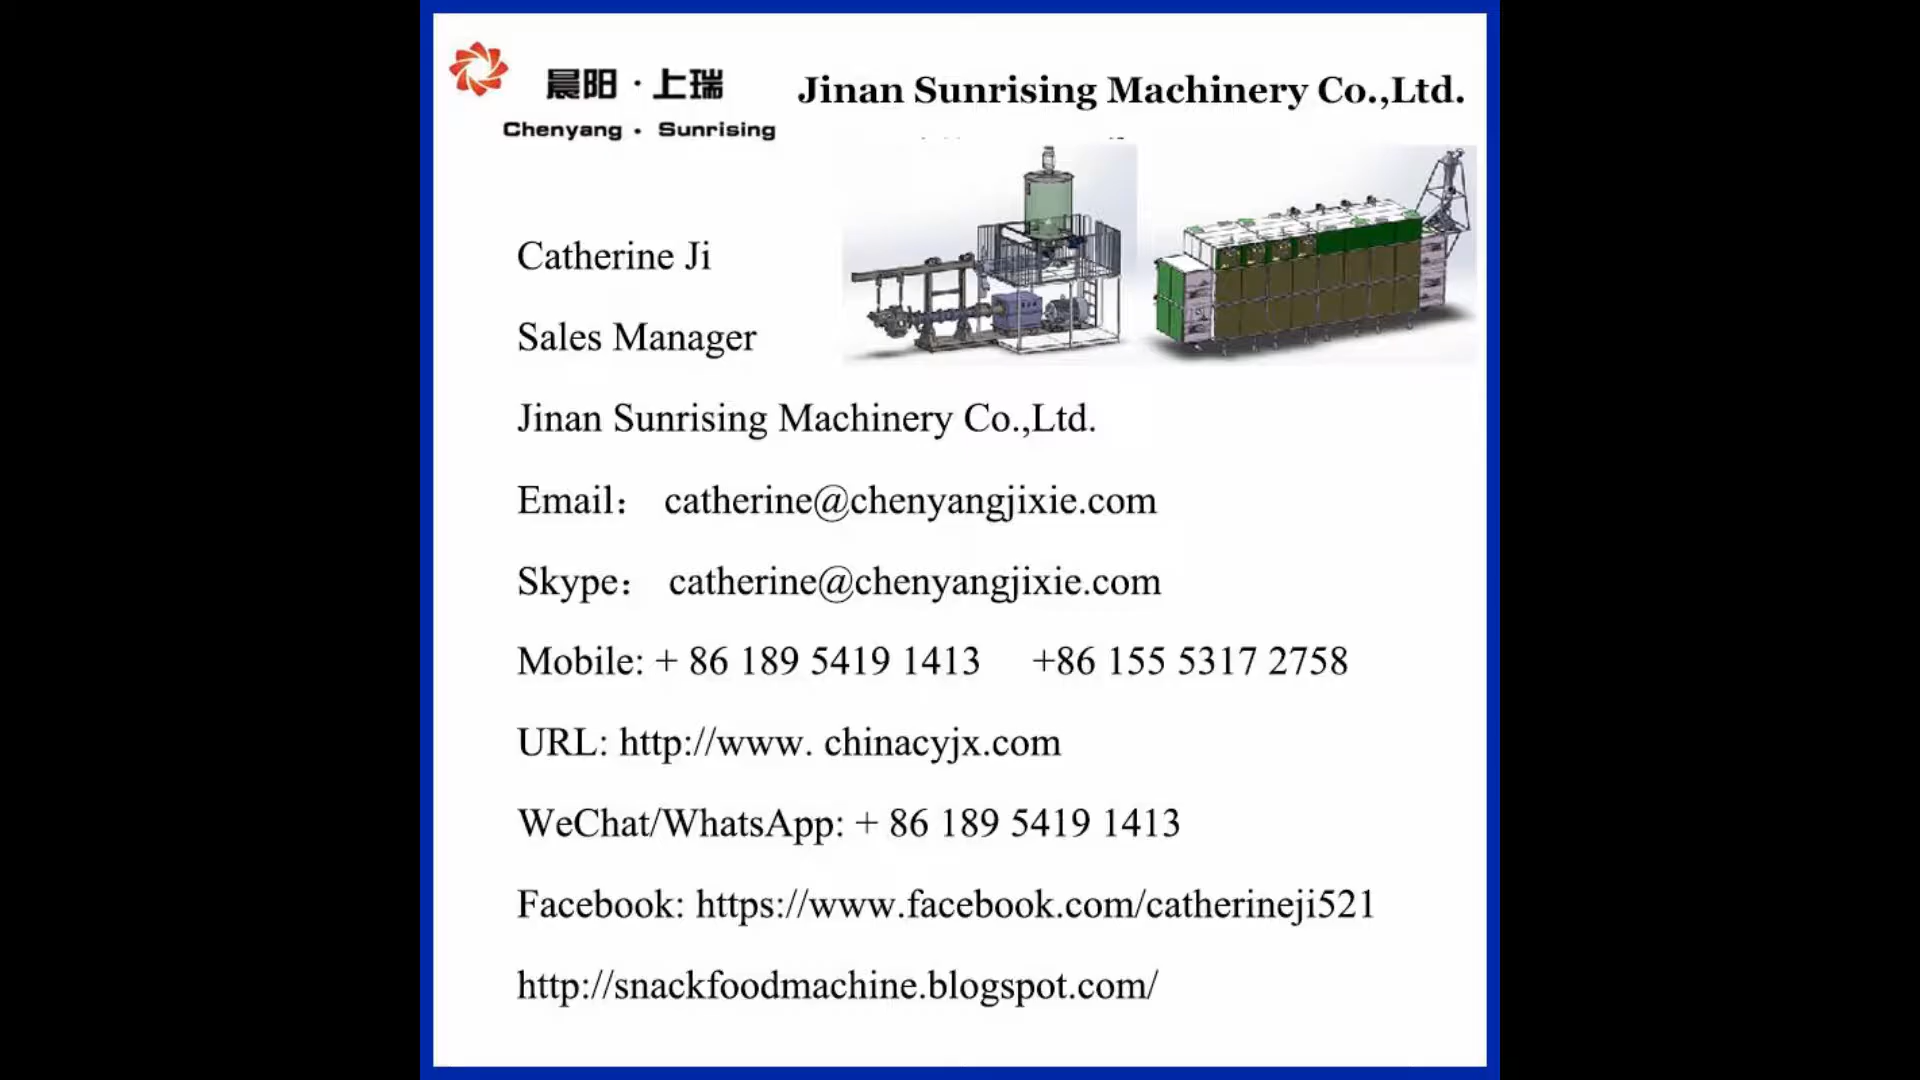 晨阳·上瑞
Chenyang · Sunrising
Jinan Sunrising Machinery Co.,Ltd.
Catherine Ji
Sales Manager
Jinan Sunrising Machinery Co.,Ltd.
Email： catherine@chenyangjixie.com
Skype： catherine@chenyangjixie.com
Mobile: + 86 189 5419 1413 +86 155 5317 2758
URL: http://www. chinacyjx.com
WeChat/WhatsApp: + 86 189 5419 1413
Facebook: https://www.facebook.com/catherineji521
http://snackfoodmachine.blogspot.com/